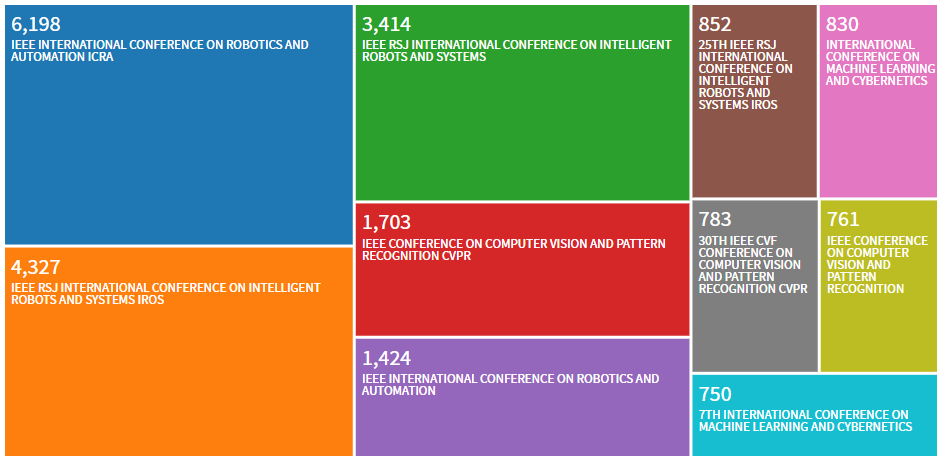 6,198
IEEE INTERNATIONAL CONFERENCE ON ROBOTICS AND
AUTOMATION ICRA
4,327
IEEE RSJ INTERNATIONAL CONFERENCE ON INTELLIGENT
ROBOTS AND SYSTEMS IROS
3,414
IEEE RSJ INTERNATIONAL CONFERENCE ON INTELLIGENT
ROBOTS AND SYSTEMS
1,703
IEEE CONFERENCE ON COMPUTER VISION AND PATTERN
RECOGNITION CVPR
1,424
IEEE INTERNATIONAL CONFERENCE ON ROBOTICS AND
AUTOMATION
852
25TH IEEE RSJ
INTERNATIONAL
CONFERENCE ON
INTELLIGENT
ROBOTS AND
SYSTEMS IROS
830
INTERNATIONAL
CONFERENCE ON
MACHINE LEARNING
AND CYBERNETICS
783
30TH IEEE CVF
CONFERENCE ON
COMPUTER VISION
AND PATTERN
RECOGNITION CVPR
761
IEEE CONFERENCE
ON COMPUTER
VISION AND
PATTERN
RECOGNITION
750
7TH INTERNATIONAL CONFERENCE ON
MACHINE LEARNING AND CYBERNETICS